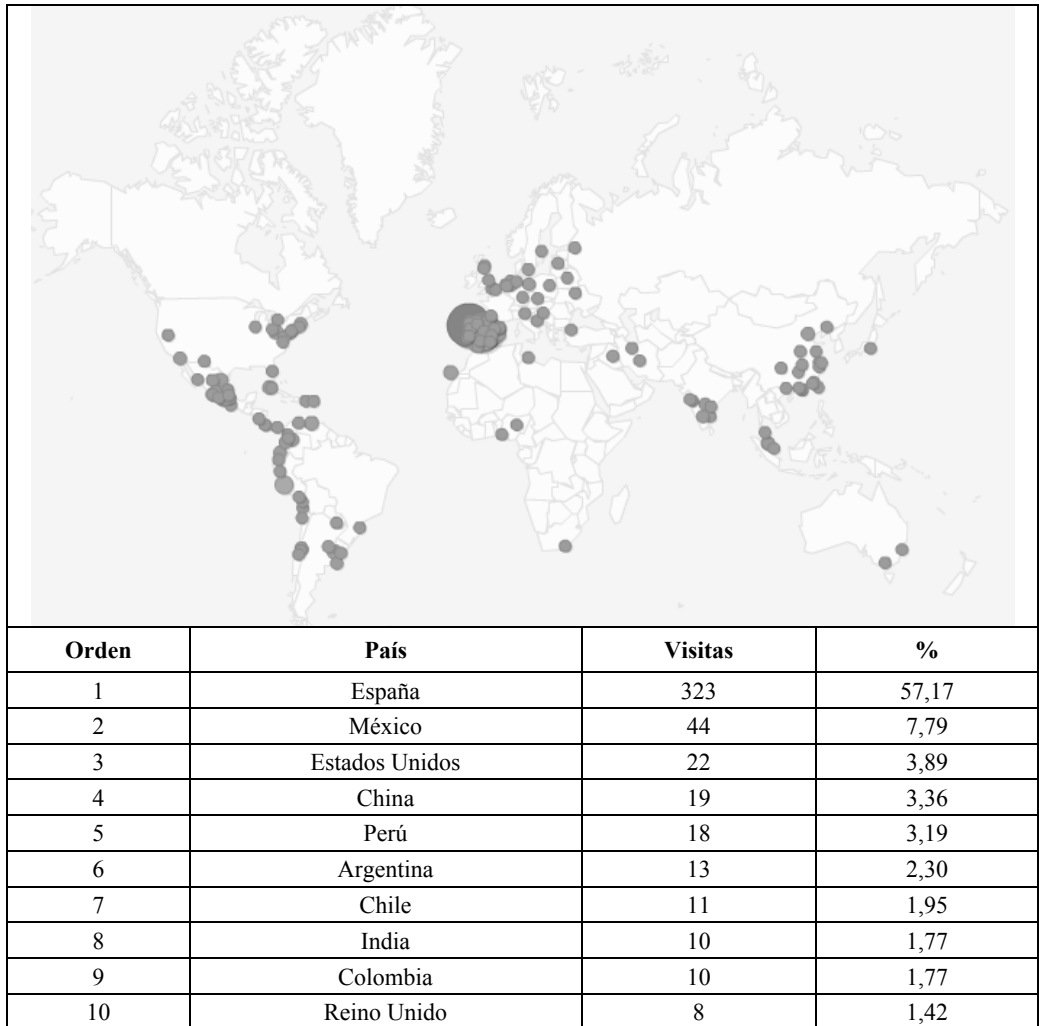 Orden País Visitas %
1 España 323 57,17
2 México 44 7,79
3 Estados Unidos 22 3,89
4 China 19 3,36
5 Perú 18 3,19
6 Argentina 13 2,30
7 Chile 11 1,95
8 India 10 1,77
9 Colombia 10 1,77
10 Reino Unido 8 1,42